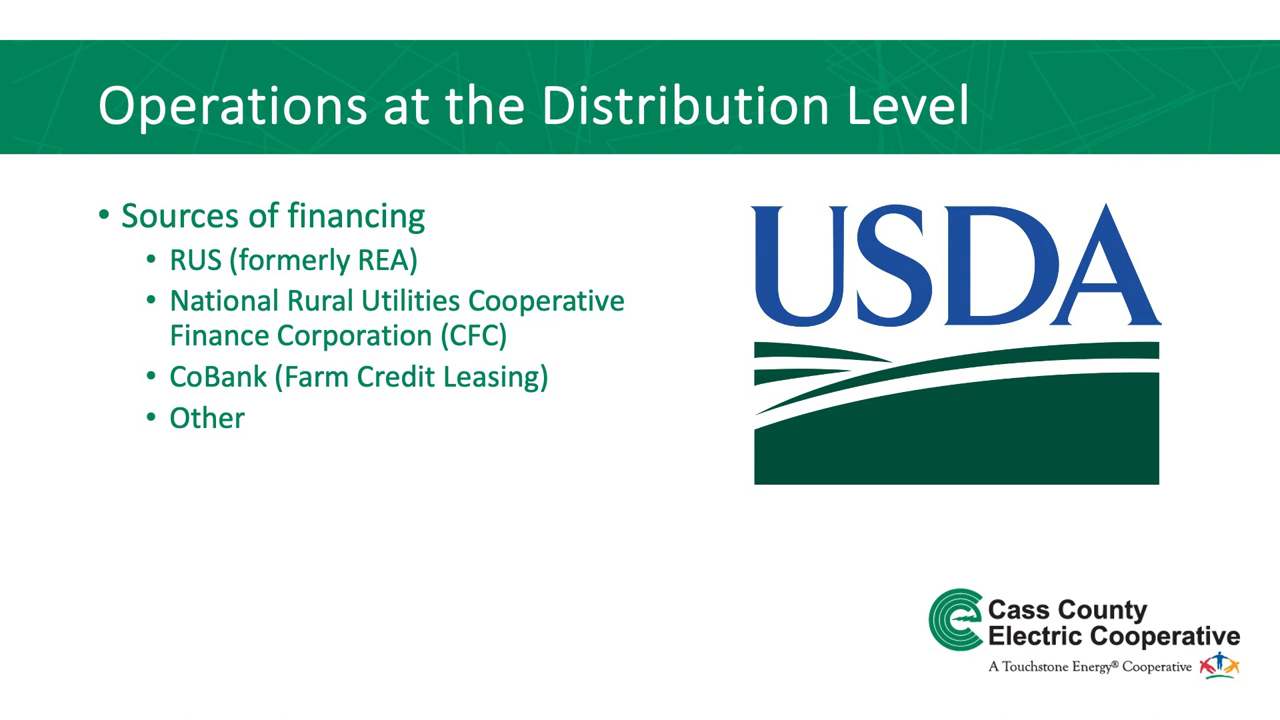 Operations at the Distribution Level
• Sources of financing
• RUS (formerly REA)
• National Rural Utilities Cooperative
Finance Corporation (CFC)
• CoBank (Farm Credit Leasing)
• Other
USDA
Cass County
Electric Cooperative
A Touchstone Energy® Cooperative